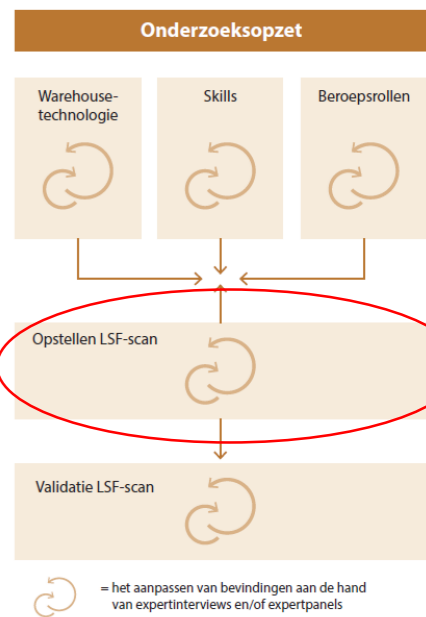 Onderzoeksopzet
Warehouse-
technologie
Skills
Beroepsrollen
Opstellen LSF-scan
Validatie LSF-scan
= het aanpassen van bevindingen aan de hand
van expertinterviews en/of expertpanels